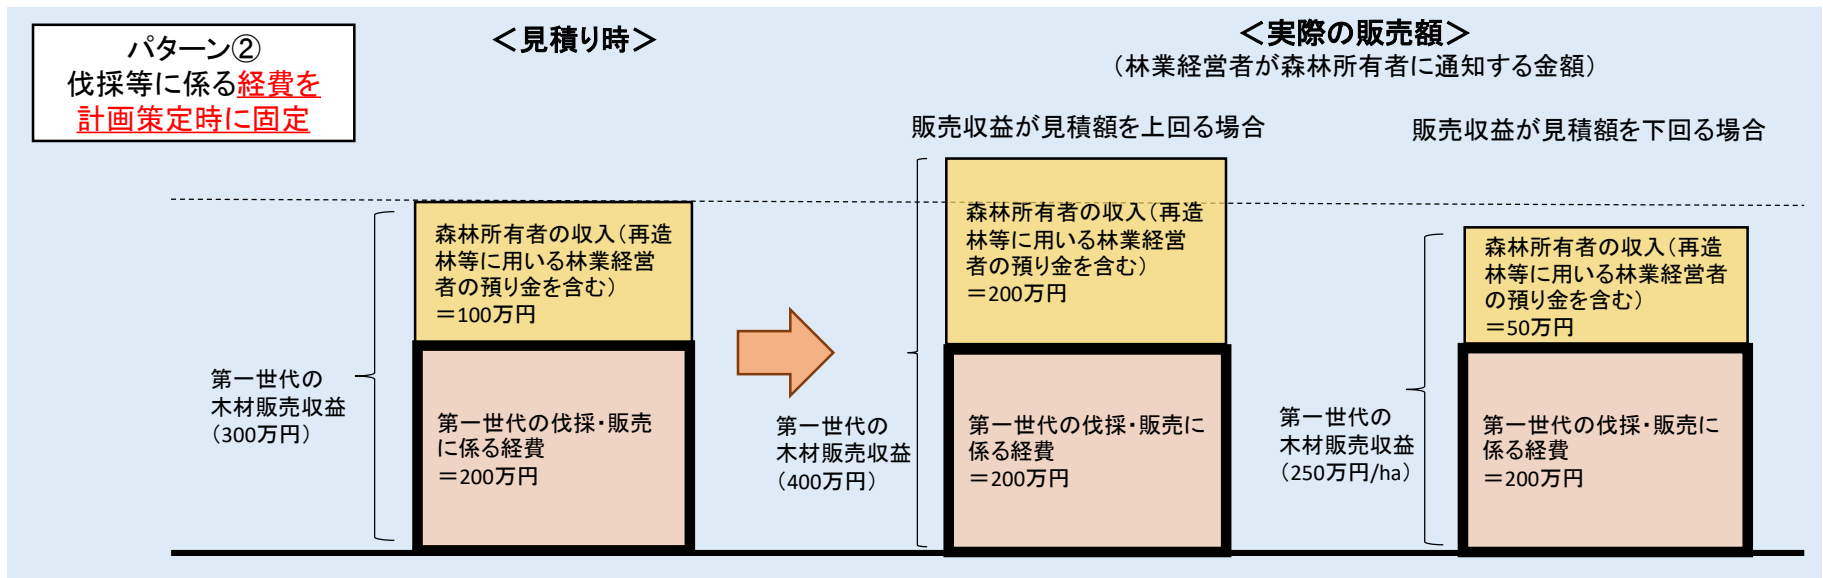 パターン②
伐採等に係る経費を
計画策定時に固定
＜見積り時＞
＜実際の販売額＞
（林業経営者が森林所有者に通知する金額）
販売収益が見積額を上回る場合
販売収益が見積額を下回る場合
森林所有者の収入（再造
林等に用いる林業経営
者の預り金を含む）
＝100万円
第一世代の
木材販売収益
（300万円）
第一世代の伐採・販売
に係る経費
＝200万円
森林所有者の収入（再造
林等に用いる林業経営
者の預り金を含む）
＝200万円
第一世代の
木材販売収益
（400万円）
第一世代の伐採・販売に
係る経費
＝200万円
森林所有者の収入（再造
林等に用いる林業経営者
の預り金を含む）
＝50万円
第一世代の
木材販売収益
（250万円/ha）
第一世代の伐採・販売に
係る経費
＝200万円